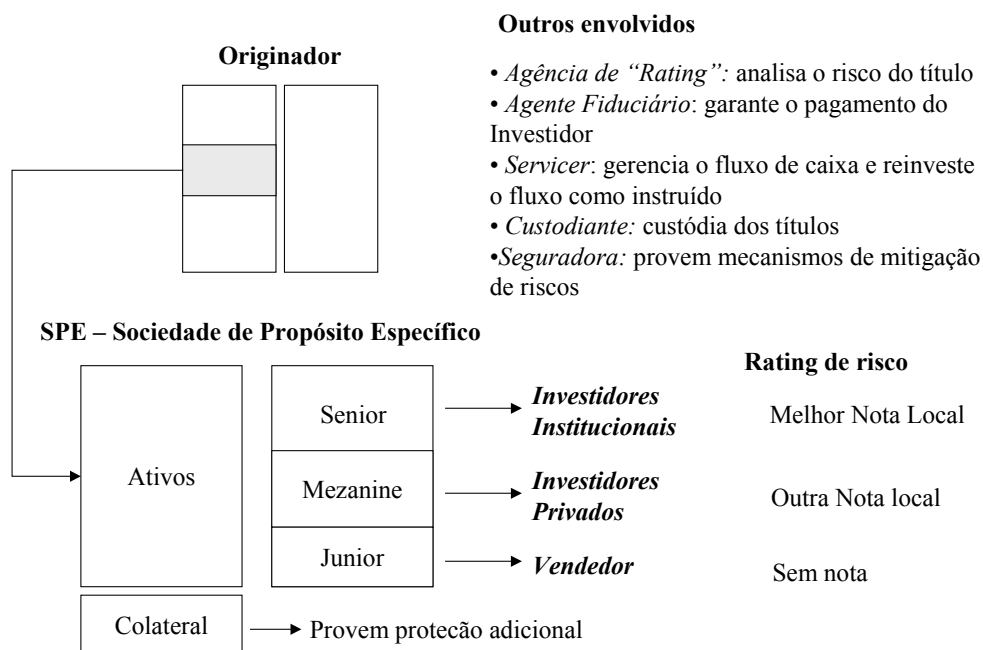 Outros envolvidos
Originador
• Agência de “Rating”: analisa o risco do título
• Agente Fiduciário: garante o pagamento do
Investidor
• Servicer: gerencia o fluxo de caixa e reinveste
o fluxo como instruído
• Custodiante: custódia dos títulos
•Seguradora: provem mecanismos de mitigação
de riscos
SPE – Sociedade de Propósito Específico
Rating de risco
Ativos
Senior
Investidores
Institucionais
Melhor Nota Local
Mezanine
Investidores
Privados
Outra Nota local
Junior
Vendedor
Sem nota
Colateral
Provem protecão adicional